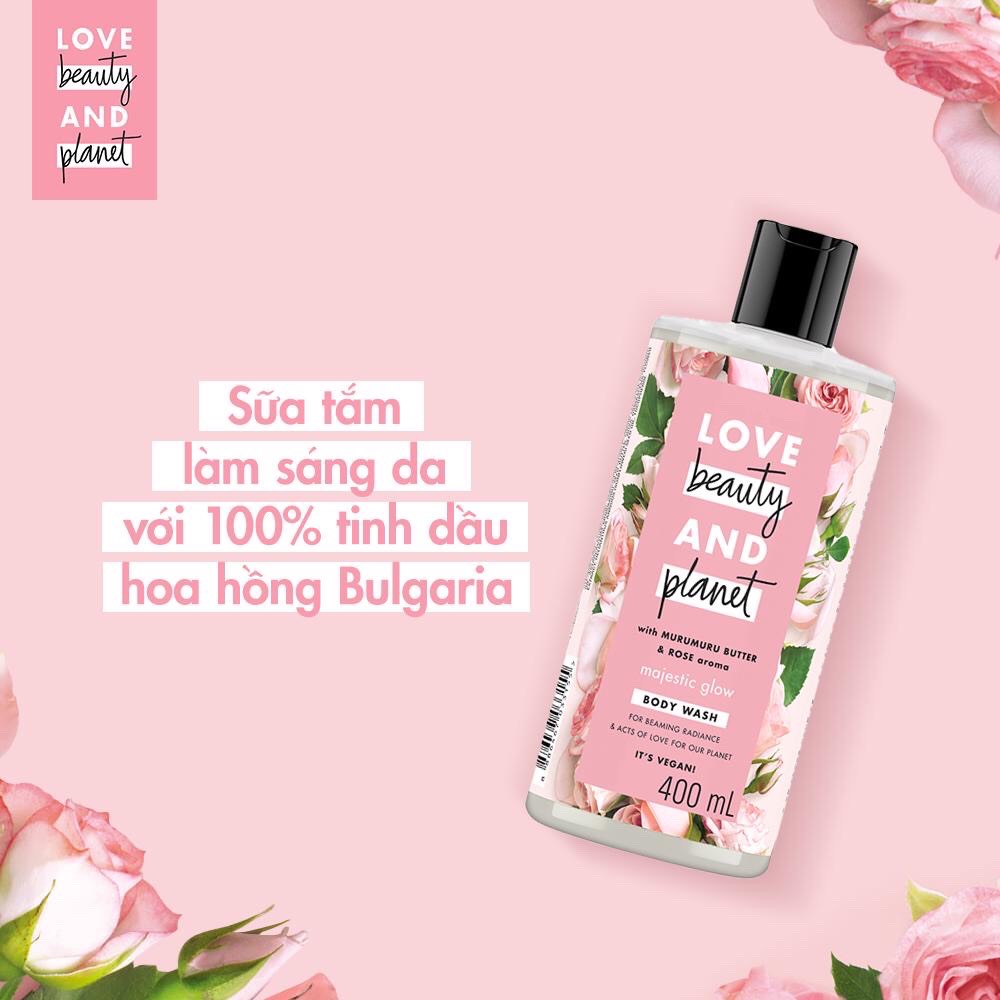 LOVE
beauty
AND
planet
Sữa tắm
làm sáng da
với 100% tinh dầu
hoa hồng Bulgaria
LOVE
beauty
AND
planet
with MURUMURU BUTTER
& ROSE aroma
majestic glow
BODY WASH
FOR BEAMING RADIANCE
& ACTS OF LOVE FOR OUR PLANET
IT'S VEGAN!
400 mL